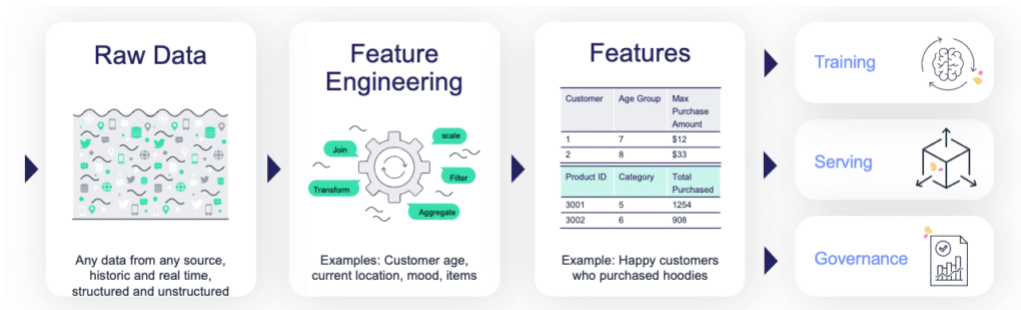 Raw Data
Any data from any source,
historic and real time,
structured and unstructured
Feature
Engineering
scale
Join
Filter
Transform
Aggregate
Examples: Customer age,
current location, mood, items
Features
Customer Age Group Max
Purchase
Amount
1 7 $12
2 8 $33
Product ID Category Total
Purchased
3001 5 1254
3002 6 908
Example: Happy customers
who purchased hoodies
Training
Serving
Governance